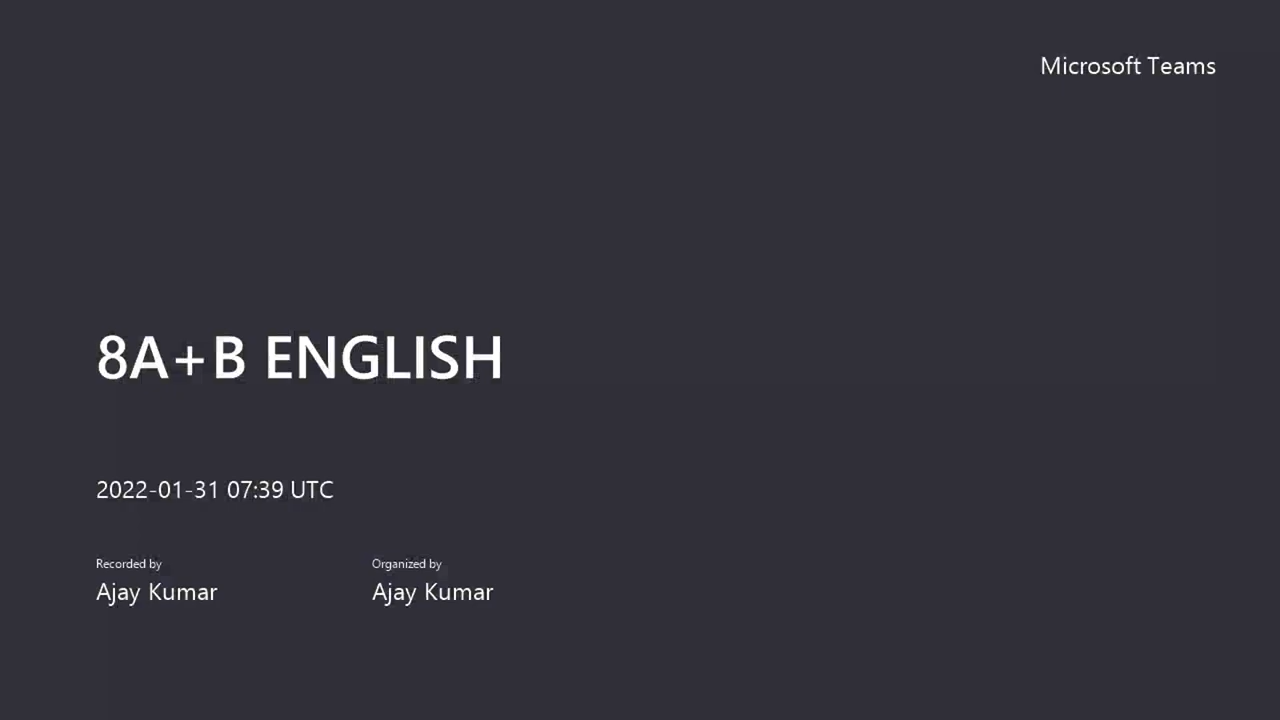 Microsoft Teams
8A+B ENGLISH
2022-01-31 07:39 UTC
Recorded by
Ajay Kumar
Organized by
Ajay Kumar